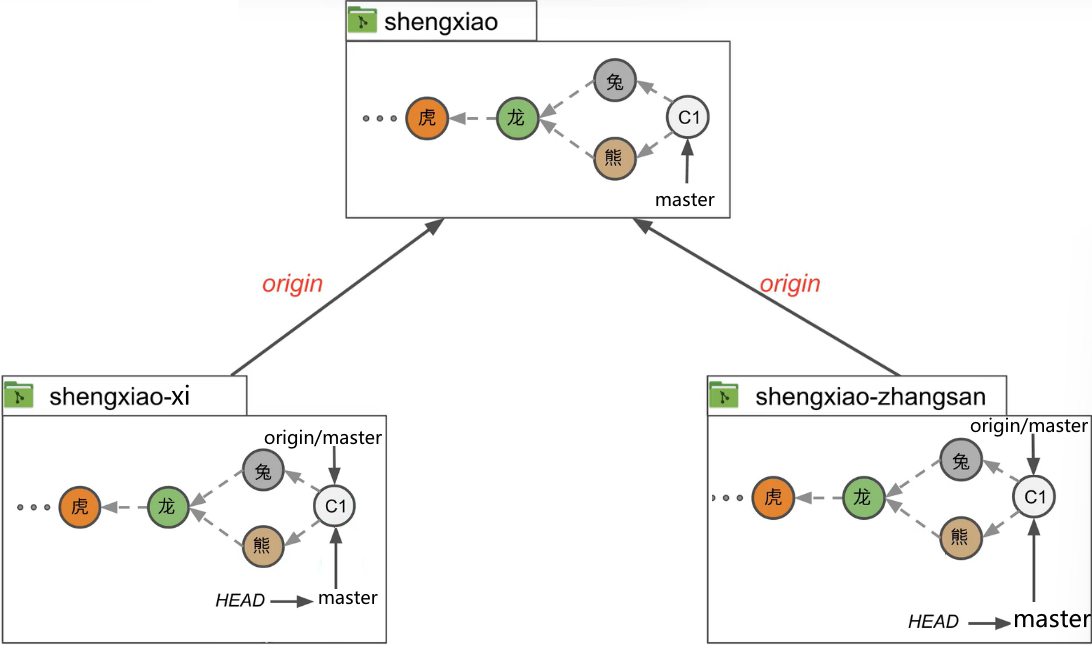 shengxiao
虎
龙
兔
熊
C1
master
origin
origin
shengxiao-xi
origin/master
虎
龙
兔
熊
C1
HEAD
master
shengxiao-zhangsan
origin/master
虎
龙
兔
熊
C1
HEAD
master